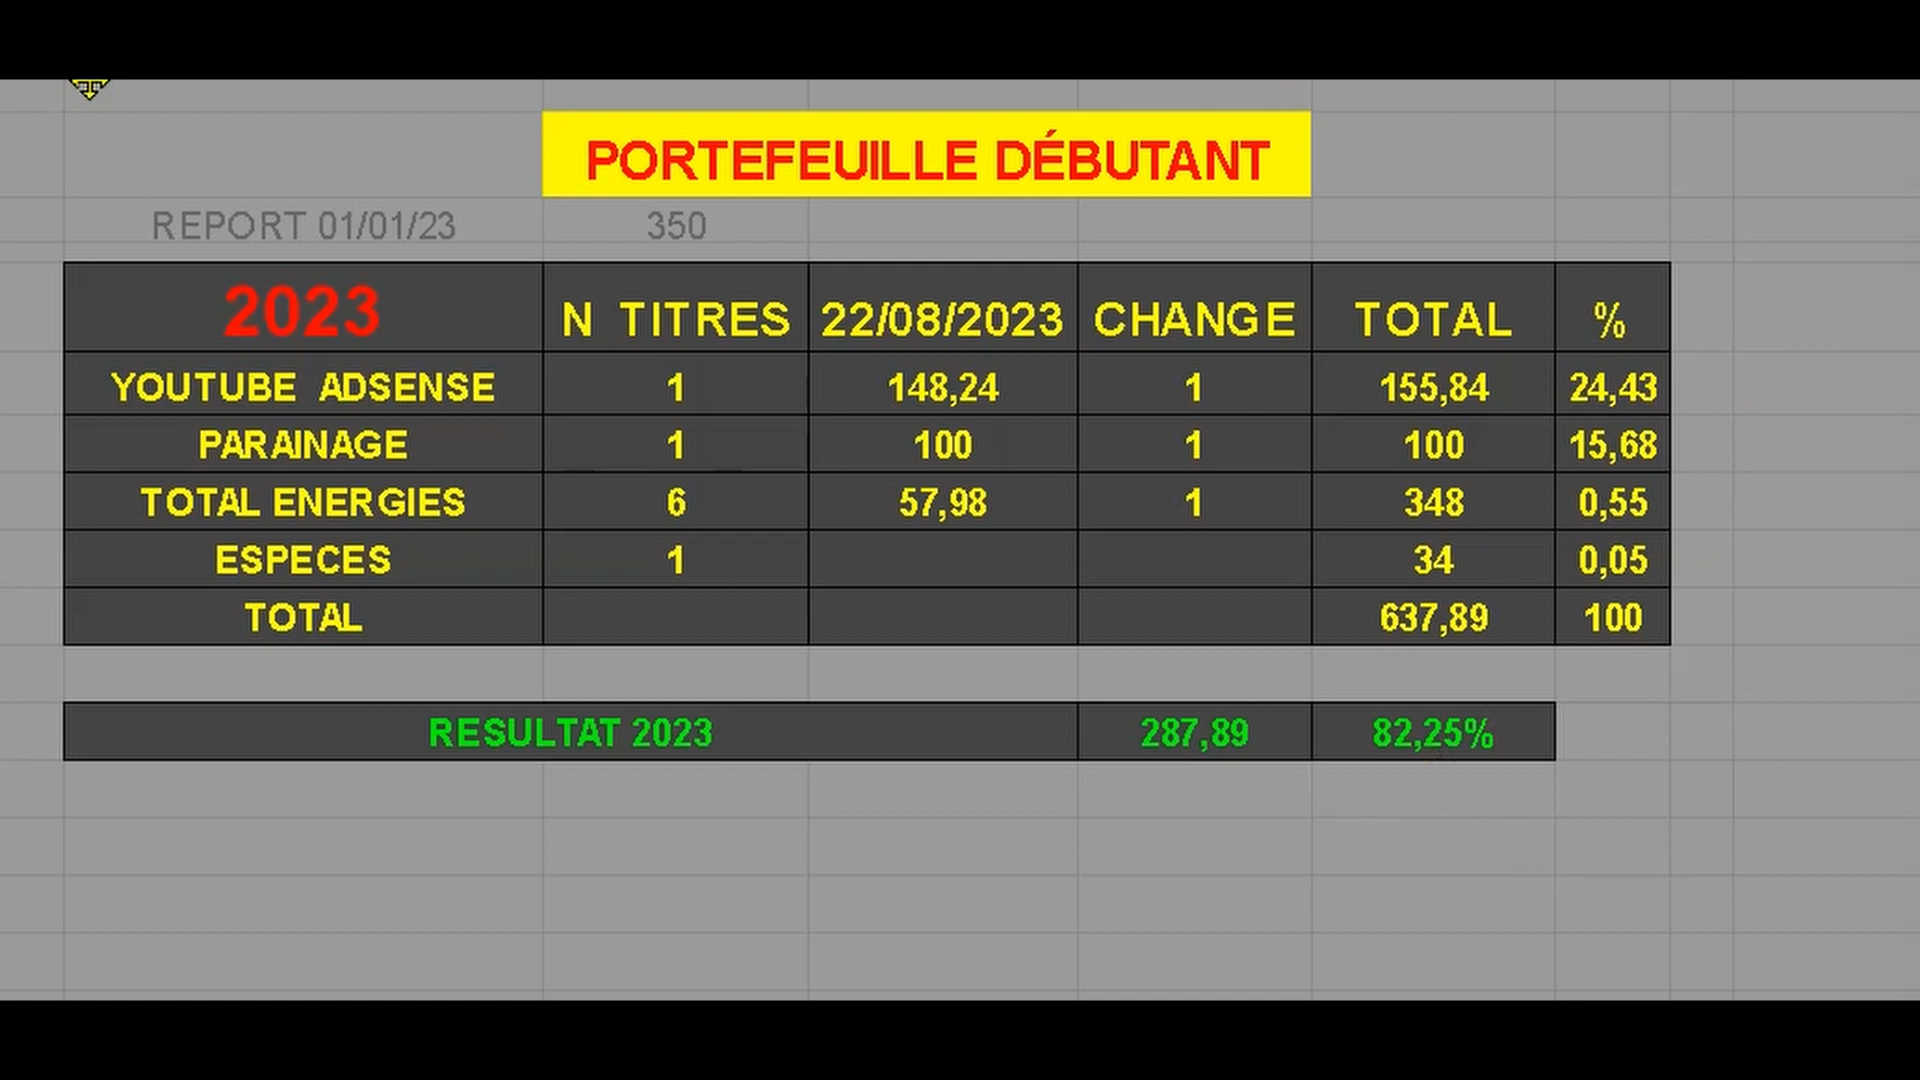 PORTEFEUILLE DÉBUTANT
REPORT 01/01/23 350
2023 N TITRES 22/08/2023 CHANGE TOTAL %
YOUTUBE ADSENSE 1 148,24 1 155,84 24,43
PARAINAGE 1 100 1 100 15,68
TOTAL ENERGIES 6 57,98 1 348 0,55
ESPECES 1 34 0,05
TOTAL 637,89 100
RESULTAT 2023 287,89 82,25%